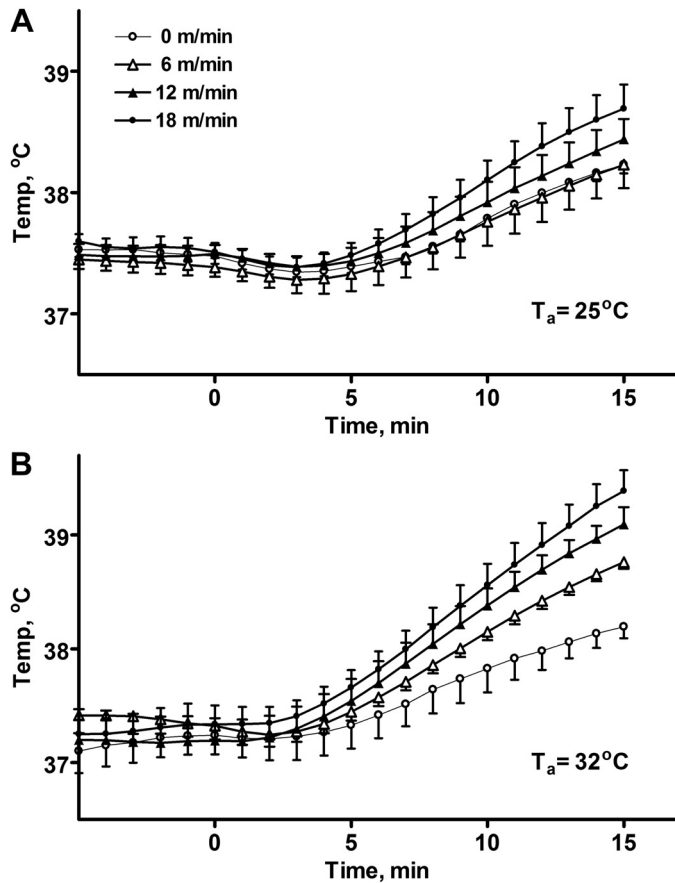 A
0 m/min
6 m/min
12 m/min
18 m/min
39
38
37
Temp, °C
Tₐ= 25°C
0 5 10 15
Time, min
B
39
38
37
Temp, °C
Tₐ= 32°C
0 5 10 15
Time, min